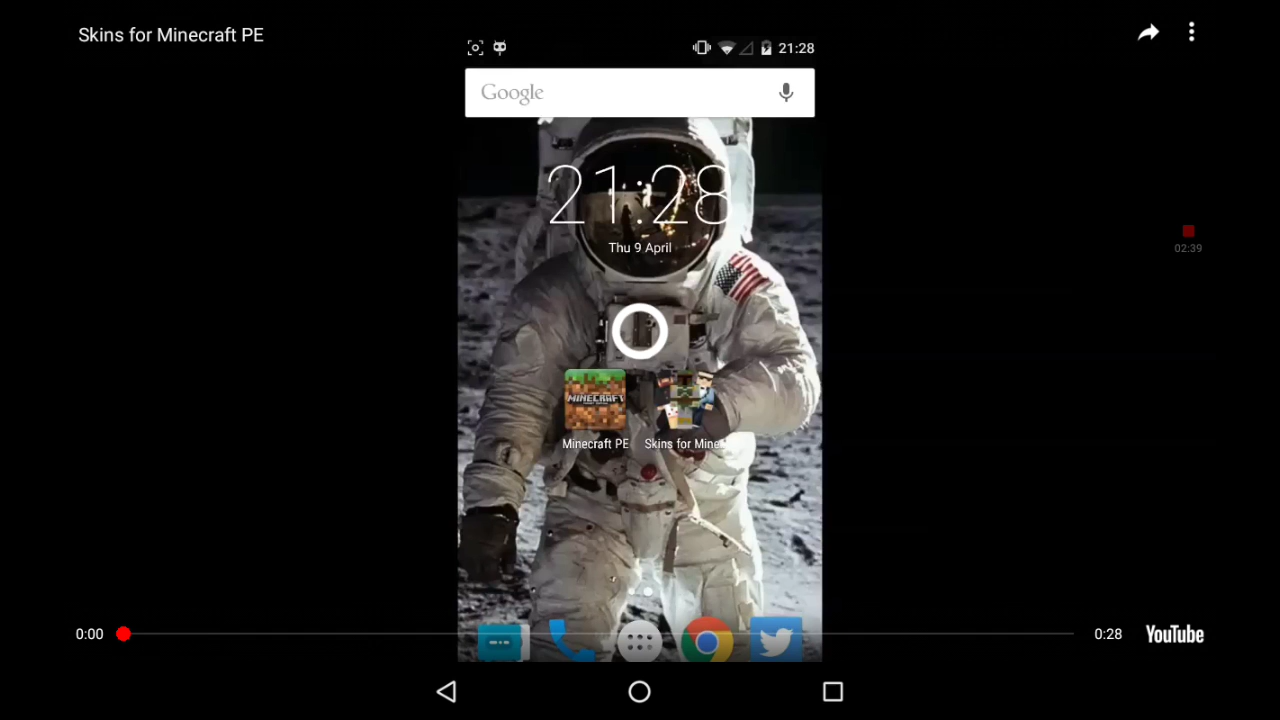 Skins for Minecraft PE
21:28
Google
21:28
Thu 9 April
02:39
MINECRAFT
Minecraft PE
Skins for Mine
0:00
0:28
YouTube